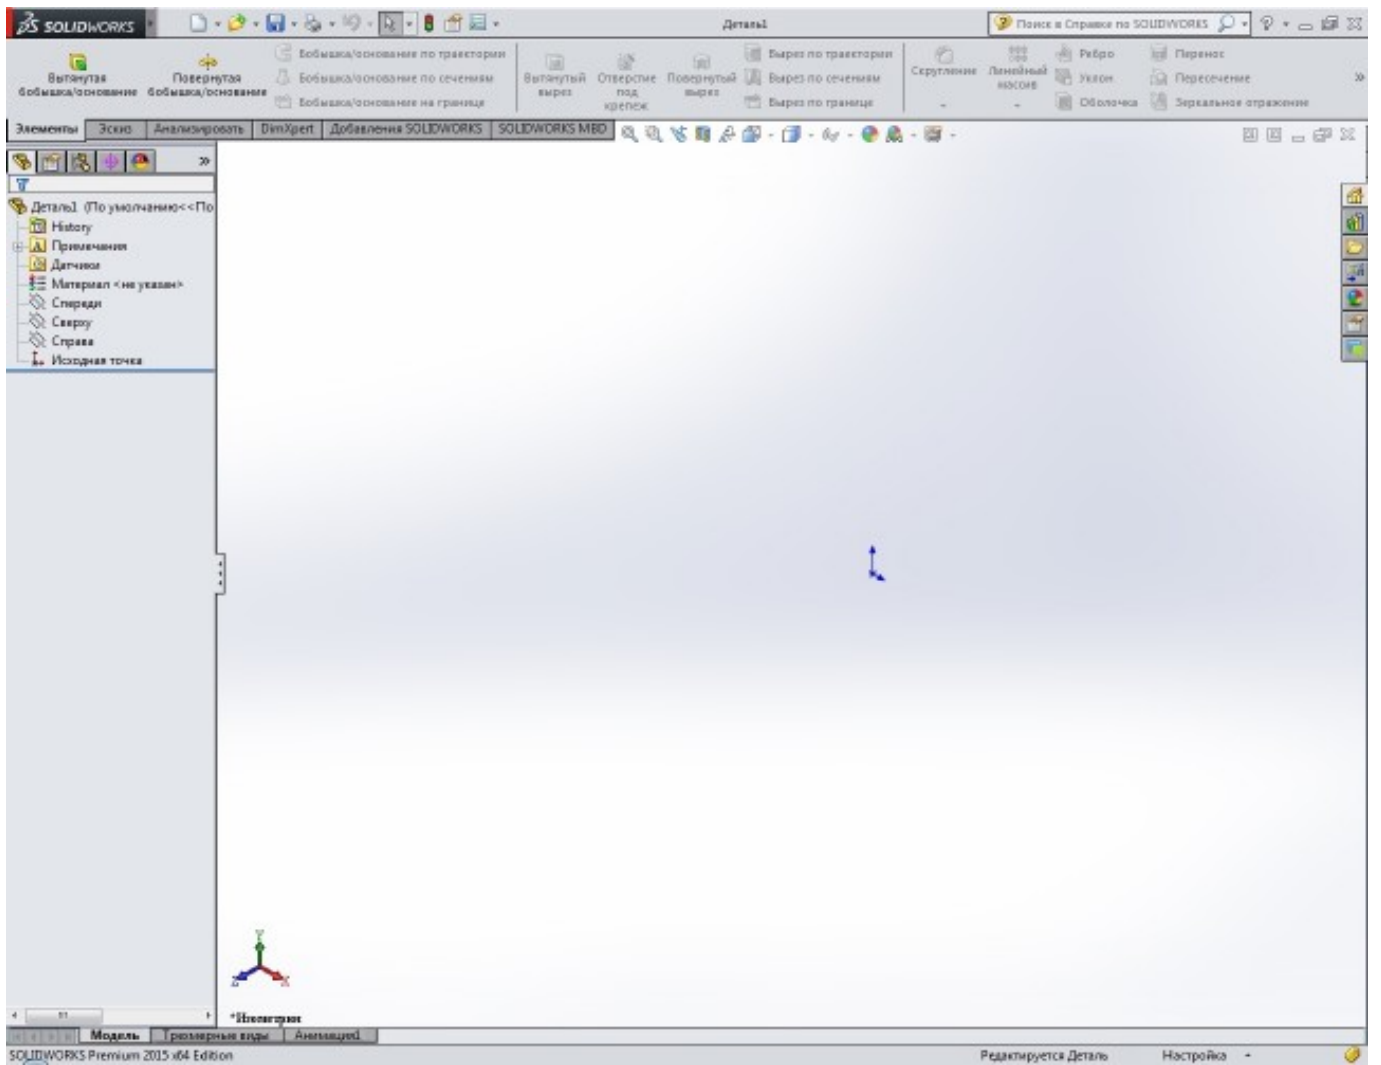 SOLIDWORKS
Деталь1
Поиск в Справке по SOLIDWORKS
Вытянутая бобышка/основание
Повернутая бобышка/основание
Бобышка/основание по траектории
Бобышка/основание по сечениям
Бобышка/основание на границе
Вытянутый вырез
Отверстие под крепеж
Повернутый вырез
Вырез по траектории
Вырез по сечениям
Вырез по границе
Скругление
Линейный массив
Ребро
Уклон
Оболочка
Перенос
Пересечение
Зеркальное отражение
Элементы
Эскиз
Анализировать
DimXpert
Добавления SOLIDWORKS
SOLIDWORKS MBD
Деталь1 (По умолчанию<<По
History
Примечания
Датчики
Материал <не указан>
Спереди
Сверху
Справа
Исходная точка
Y
Z
X
*Изометрия
Модель
Трехмерные виды
Анимация1
SOLIDWORKS Premium 2015 x64 Edition
Редактируется Деталь
Настройка